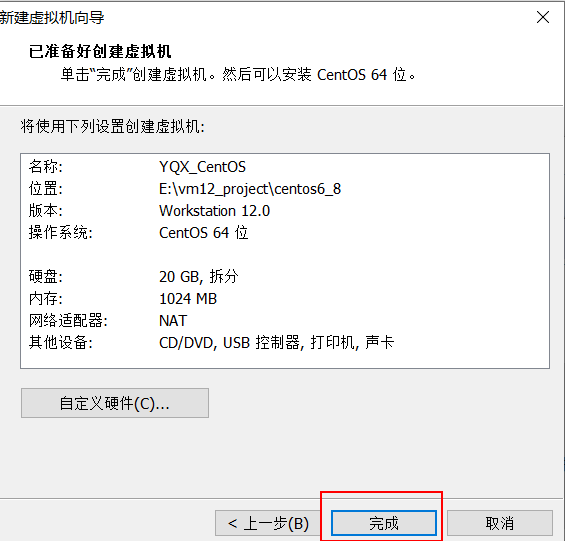 新建虚拟机向导
已准备好创建虚拟机
单击“完成”创建虚拟机。然后可以安装 CentOS 64 位。
将使用下列设置创建虚拟机:
名称: YQX_CentOS
位置: E:\vm12_project\centos6_8
版本: Workstation 12.0
操作系统: CentOS 64 位
硬盘: 20 GB, 拆分
内存: 1024 MB
网络适配器: NAT
其他设备: CD/DVD, USB 控制器, 打印机, 声卡
自定义硬件(C)...
< 上一步(B) 完成 取消